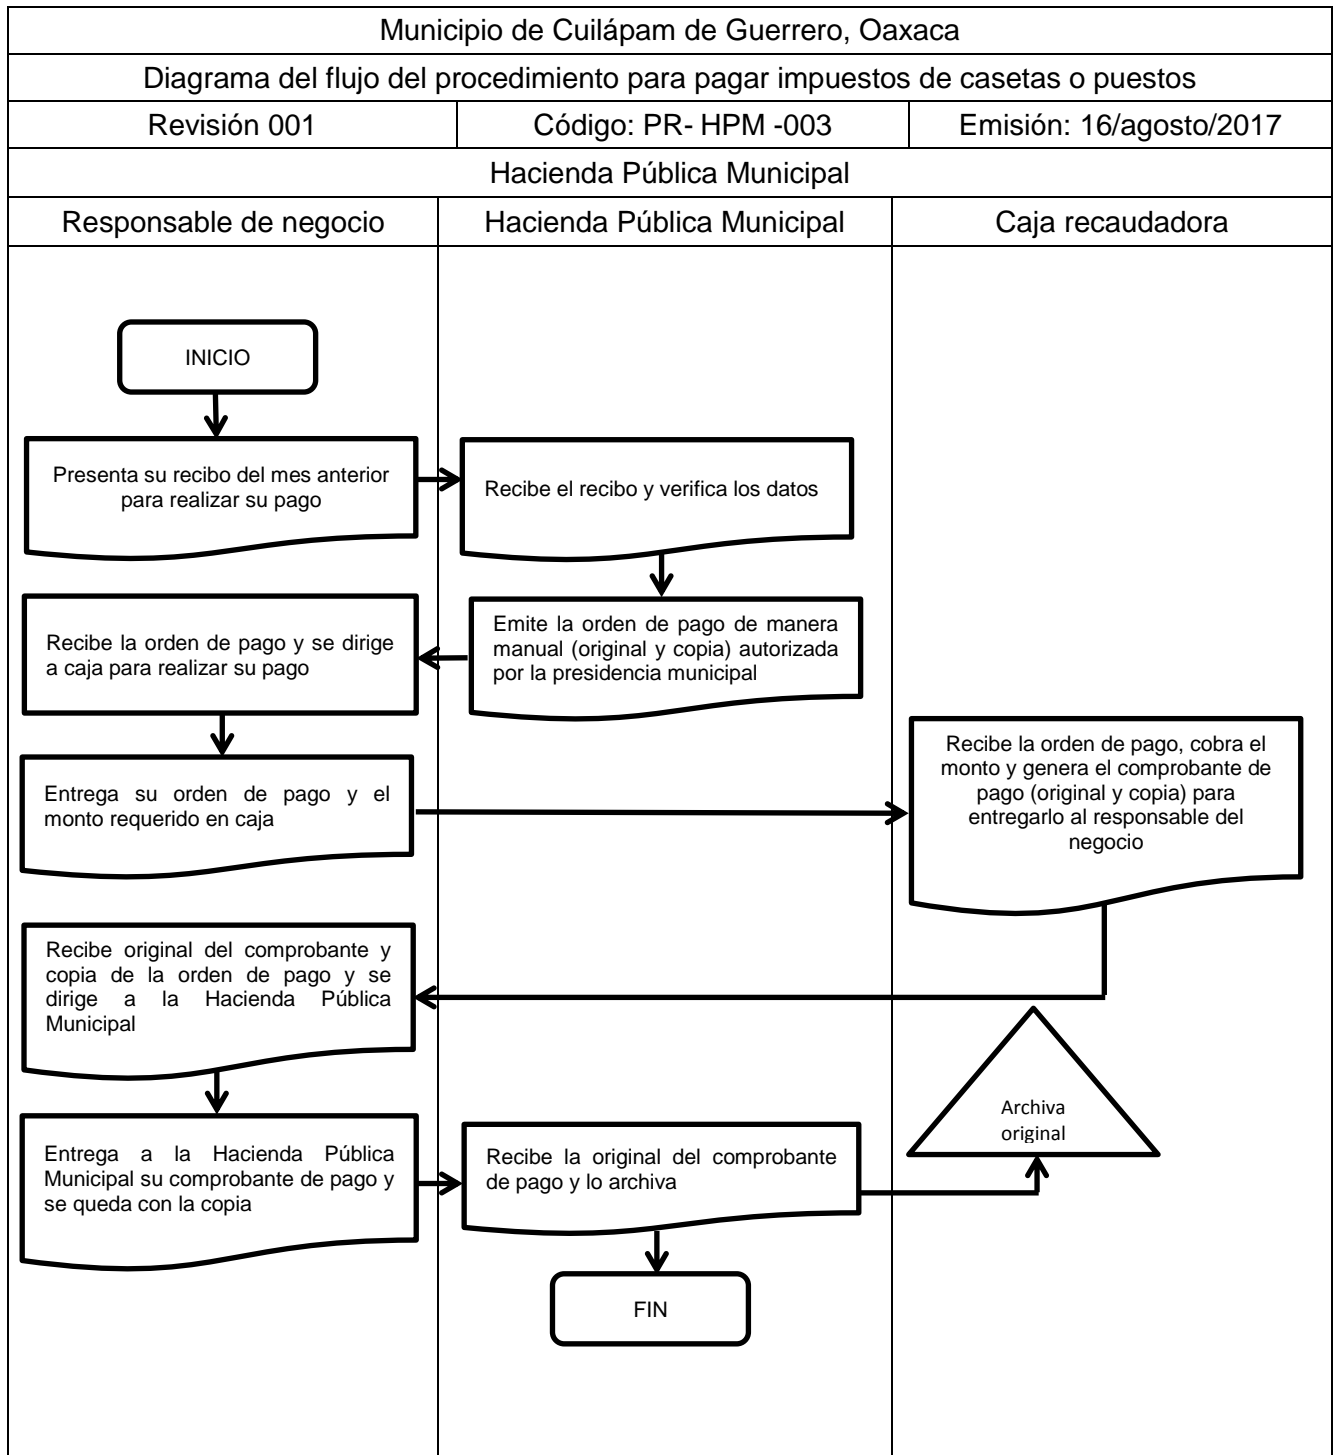 Municipio de Cuilápam de Guerrero, Oaxaca
Diagrama del flujo del procedimiento para pagar impuestos de casetas o puestos
Revisión 001
Código: PR- HPM -003
Emisión: 16/agosto/2017
Hacienda Pública Municipal
Responsable de negocio
Hacienda Pública Municipal
Caja recaudadora
INICIO
Presenta su recibo del mes anterior
para realizar su pago
Recibe el recibo y verifica los datos
Emite la orden de pago de manera
manual (original y copia) autorizada
por la presidencia municipal
Recibe la orden de pago y se dirige
a caja para realizar su pago
Entrega su orden de pago y el
monto requerido en caja
Recibe la orden de pago, cobra el
monto y genera el comprobante de
pago (original y copia) para
entregarlo al responsable del
negocio
Recibe original del comprobante y
copia de la orden de pago y se
dirige a la Hacienda Pública
Municipal
Entrega a la Hacienda Pública
Municipal su comprobante de pago y
se queda con la copia
Recibe la original del comprobante
de pago y lo archiva
Archiva
original
FIN